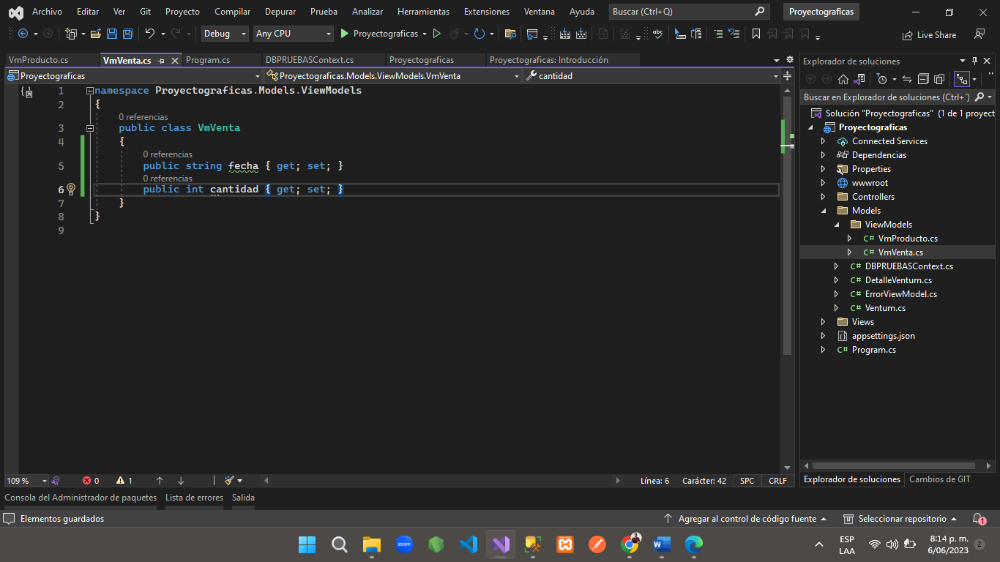 Archivo Editar Ver Git Proyecto Compilar Depurar Prueba Analizar Herramientas Extensiones Ventana Ayuda Buscar (Ctrl+Q) Proyectograficas
Debug Any CPU Proyectograficas Live Share
VmProducto.cs VmVenta.cs Program.cs DBPRUEBASContext.cs Proyectograficas Proyectograficas: Introducción
Proyectograficas Proyectograficas.Models.ViewModels.VmVenta cantidad
1 namespace Proyectograficas.Models.ViewModels
2 {
0 referencias
3 public class VmVenta
4 {
0 referencias
5 public string fecha { get; set; }
0 referencias
6 public int cantidad { get; set; }
7 }
8 }
9
109 % 0 1 Línea: 6 Carácter: 42 SPC CRLF
Explorador de soluciones
Buscar en Explorador de soluciones (Ctrl+´)
Solución "Proyectograficas" (1 de 1 proyect
Proyectograficas
Connected Services
Dependencias
Properties
wwwroot
Controllers
Models
ViewModels
C# VmProducto.cs
C# VmVenta.cs
C# DBPRUEBASContext.cs
C# DetalleVentum.cs
C# ErrorViewModel.cs
C# Ventum.cs
Views
appsettings.json
C# Program.cs
Explorador de soluciones Cambios de GIT
Consola del Administrador de paquetes Lista de errores Salida
Elementos guardados Agregar al control de código fuente Seleccionar repositorio 1
zoom
ESP
LAA
8:14 p. m.
6/06/2023
2